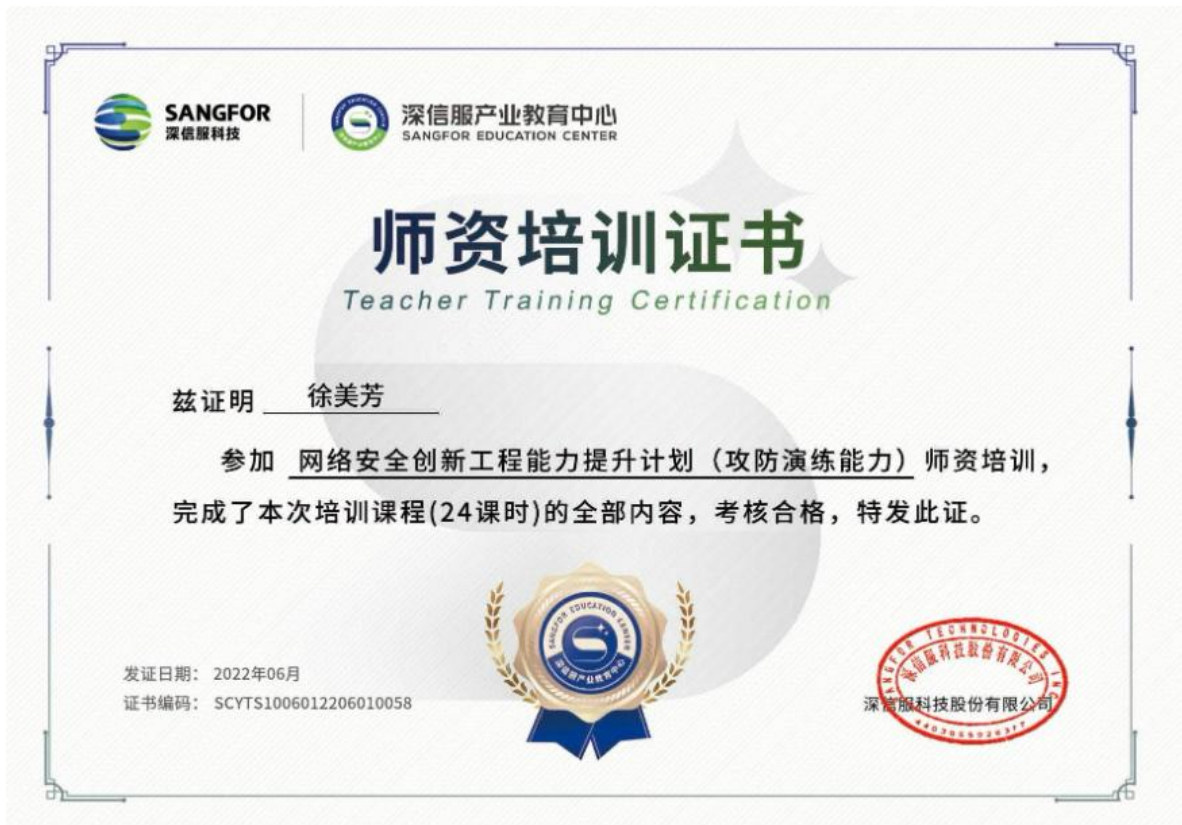 SANGFOR
深信服科技
深信服产业教育中心
SANGFOR EDUCATION CENTER
师资培训证书
Teacher Training Certification
兹证明 徐美芳
参加 网络安全创新工程能力提升计划（攻防演练能力）师资培训，
完成了本次培训课程(24课时)的全部内容，考核合格，特发此证。
SANGFOR EDUCATION CENTER
深信服产业教育中心
发证日期： 2022年06月
证书编码： SCYTS1006012206010058
SANGFOR TECHNOLOGIES INC.
深信服科技股份有限公司
深信服科技股份有限公司